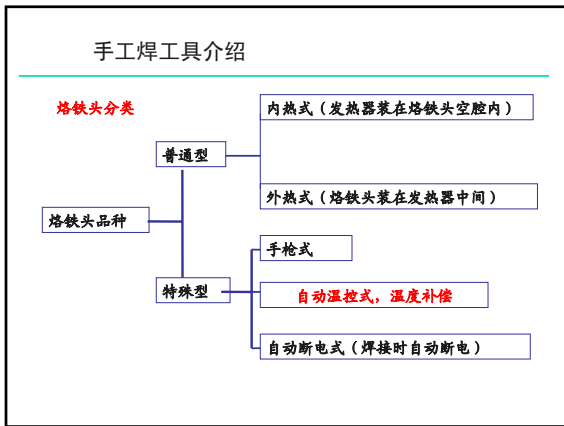 手工焊工具介绍
烙铁头分类
内热式（发热器装在烙铁头空腔内）
普通型
外热式（烙铁头装在发热器中间）
烙铁头品种
手枪式
特殊型
自动温控式，温度补偿
自动断电式（焊接时自动断电）